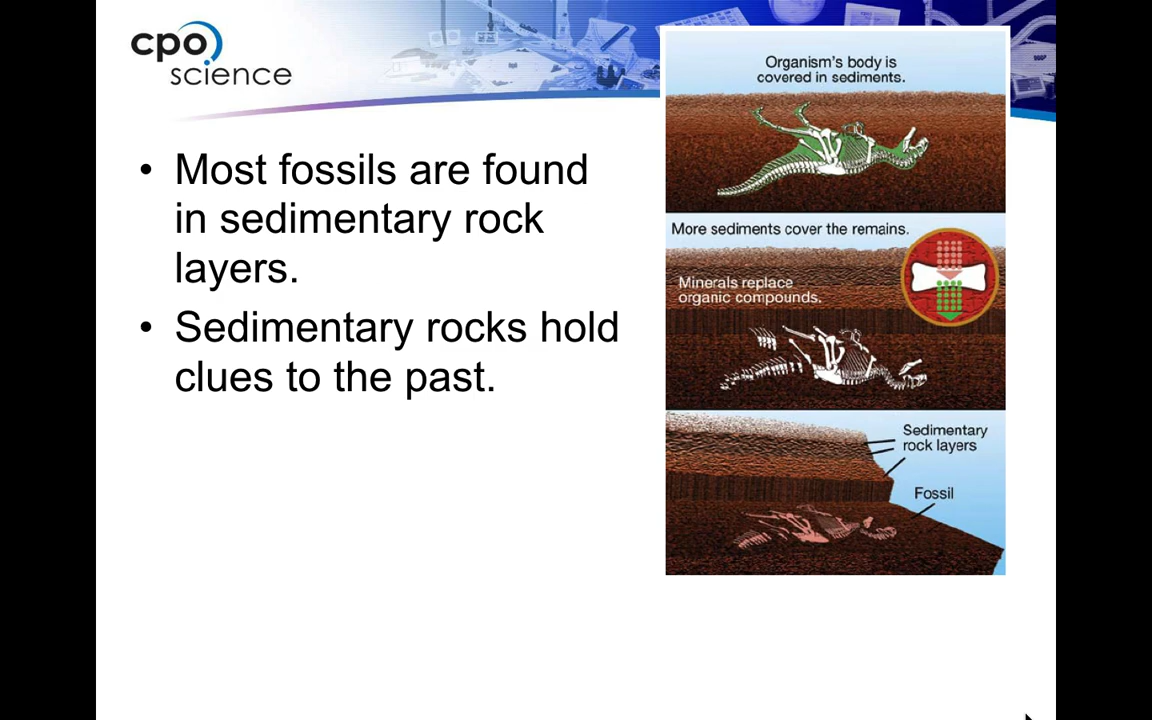 cpo
science
• Most fossils are found
in sedimentary rock
layers.
• Sedimentary rocks hold
clues to the past.
Organism's body is
covered in sediments.
More sediments cover the remains.
Minerals replace
organic compounds.
Sedimentary
rock layers
Fossil